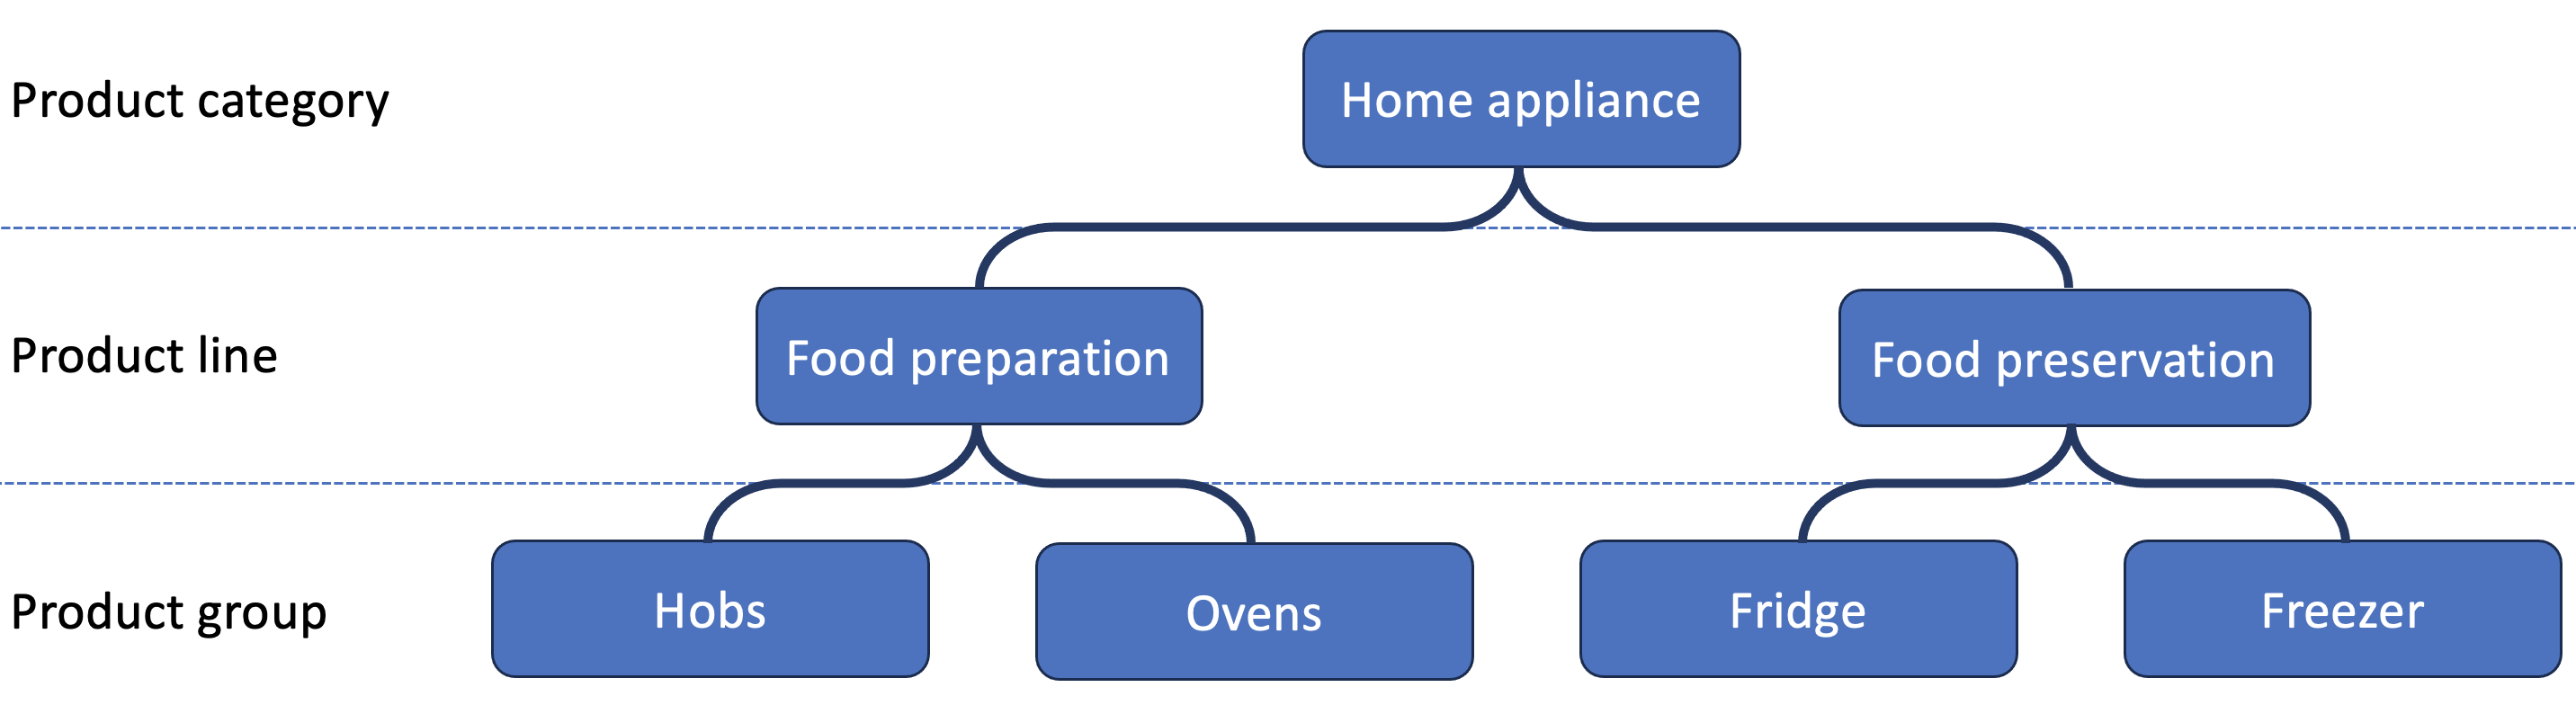 Product category
Home appliance
Product line
Food preparation
Food preservation
Product group
Hobs
Ovens
Fridge
Freezer